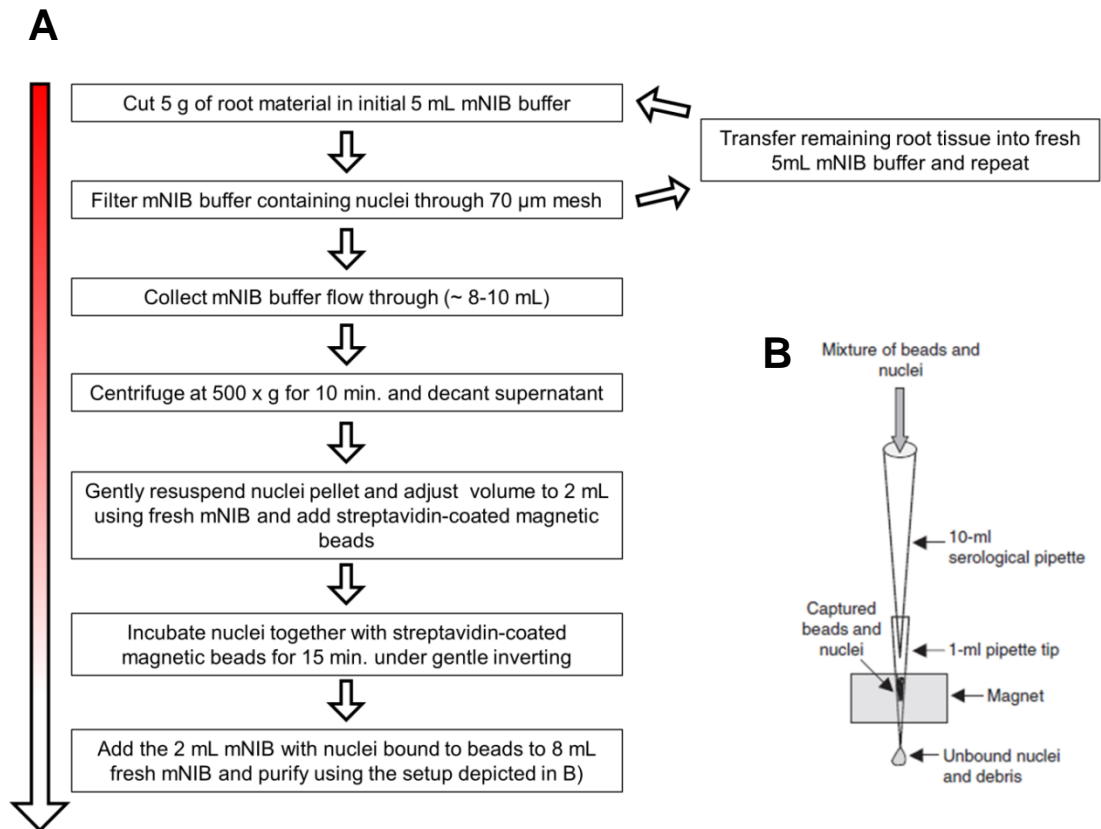 A
Cut 5 g of root material in initial 5 mL mNIB buffer
Transfer remaining root tissue into fresh
5mL mNIB buffer and repeat
Filter mNIB buffer containing nuclei through 70 µm mesh
Collect mNIB buffer flow through (~ 8-10 mL)
Centrifuge at 500 x g for 10 min. and decant supernatant
Gently resuspend nuclei pellet and adjust volume to 2 mL
using fresh mNIB and add streptavidin-coated magnetic
beads
Incubate nuclei together with streptavidin-coated
magnetic beads for 15 min. under gentle inverting
Add the 2 mL mNIB with nuclei bound to beads to 8 mL
fresh mNIB and purify using the setup depicted in B)
B
Mixture of beads and
nuclei
10-ml
serological pipette
Captured
beads and
nuclei
1-ml pipette tip
Magnet
Unbound nuclei
and debris